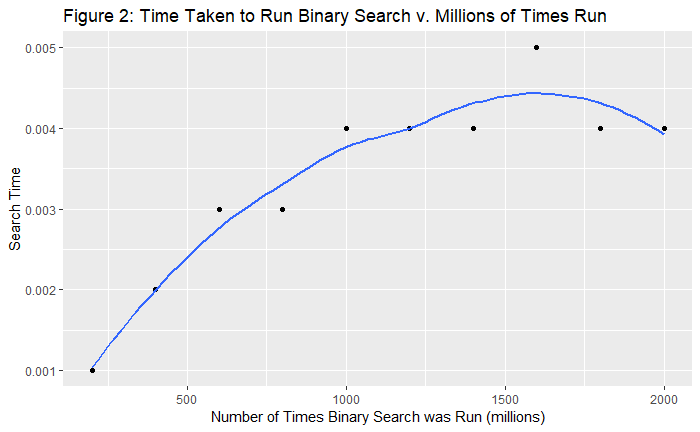 Figure 2: Time Taken to Run Binary Search v. Millions of Times Run
0.005
0.004
0.003
0.002
0.001
Search Time
500 1000 1500 2000
Number of Times Binary Search was Run (millions)